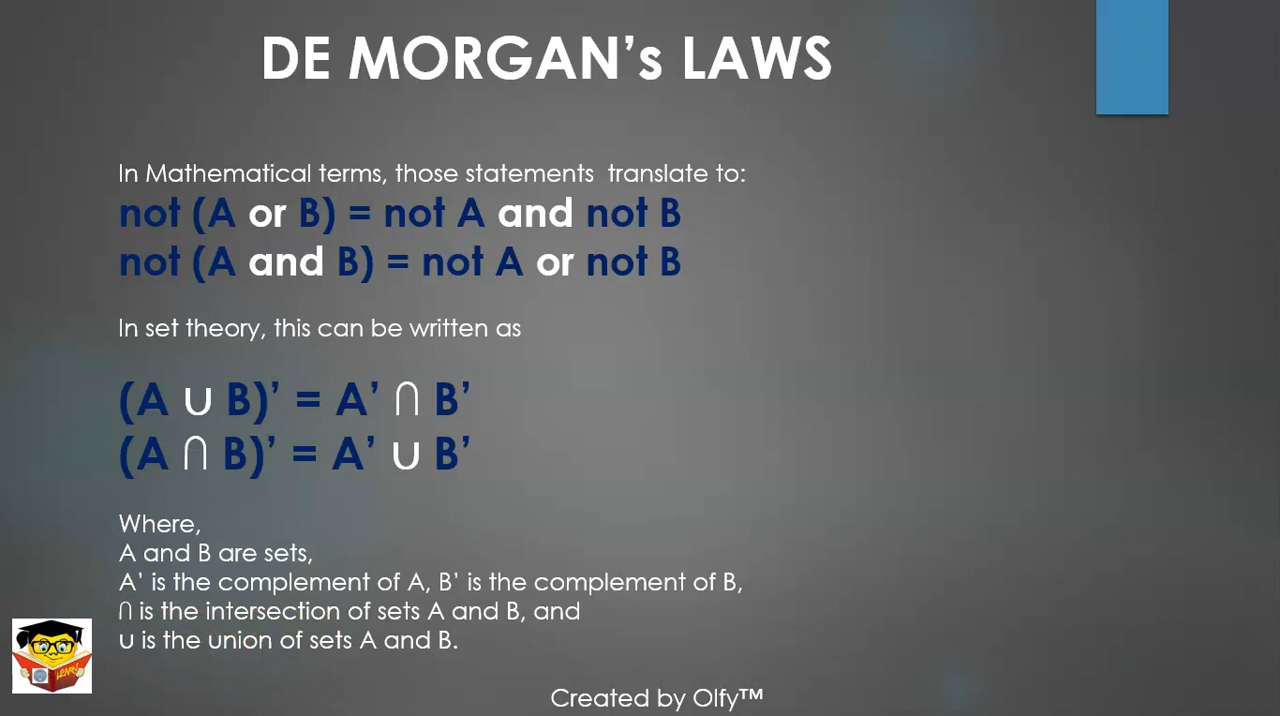 DE MORGAN’s LAWS
In Mathematical terms, those statements translate to:
not (A or B) = not A and not B
not (A and B) = not A or not B
In set theory, this can be written as
(A ∪ B)’ = A’ ∩ B’
(A ∩ B)’ = A’ ∪ B’
Where,
A and B are sets,
A’ is the complement of A, B’ is the complement of B,
∩ is the intersection of sets A and B, and
∪ is the union of sets A and B.
LEARN
Created by Olfy™